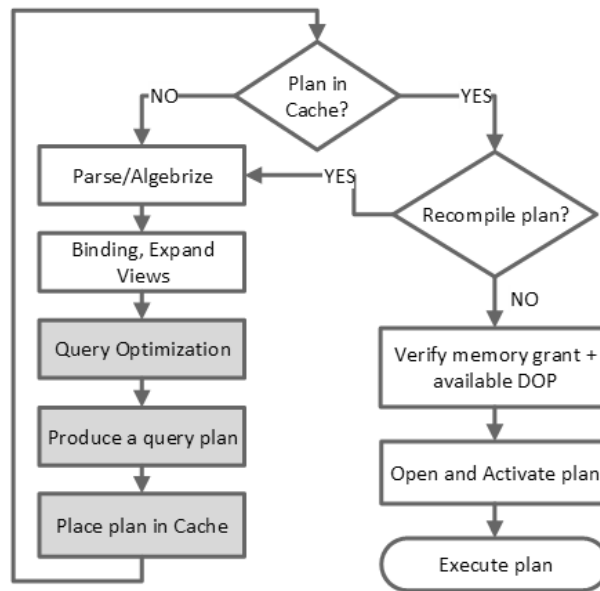 Plan in
Cache?
NO
YES
Parse/Algebrize
YES
Recompile plan?
Binding, Expand
Views
NO
Query Optimization
Verify memory grant +
available DOP
Produce a query plan
Open and Activate plan
Place plan in Cache
Execute plan